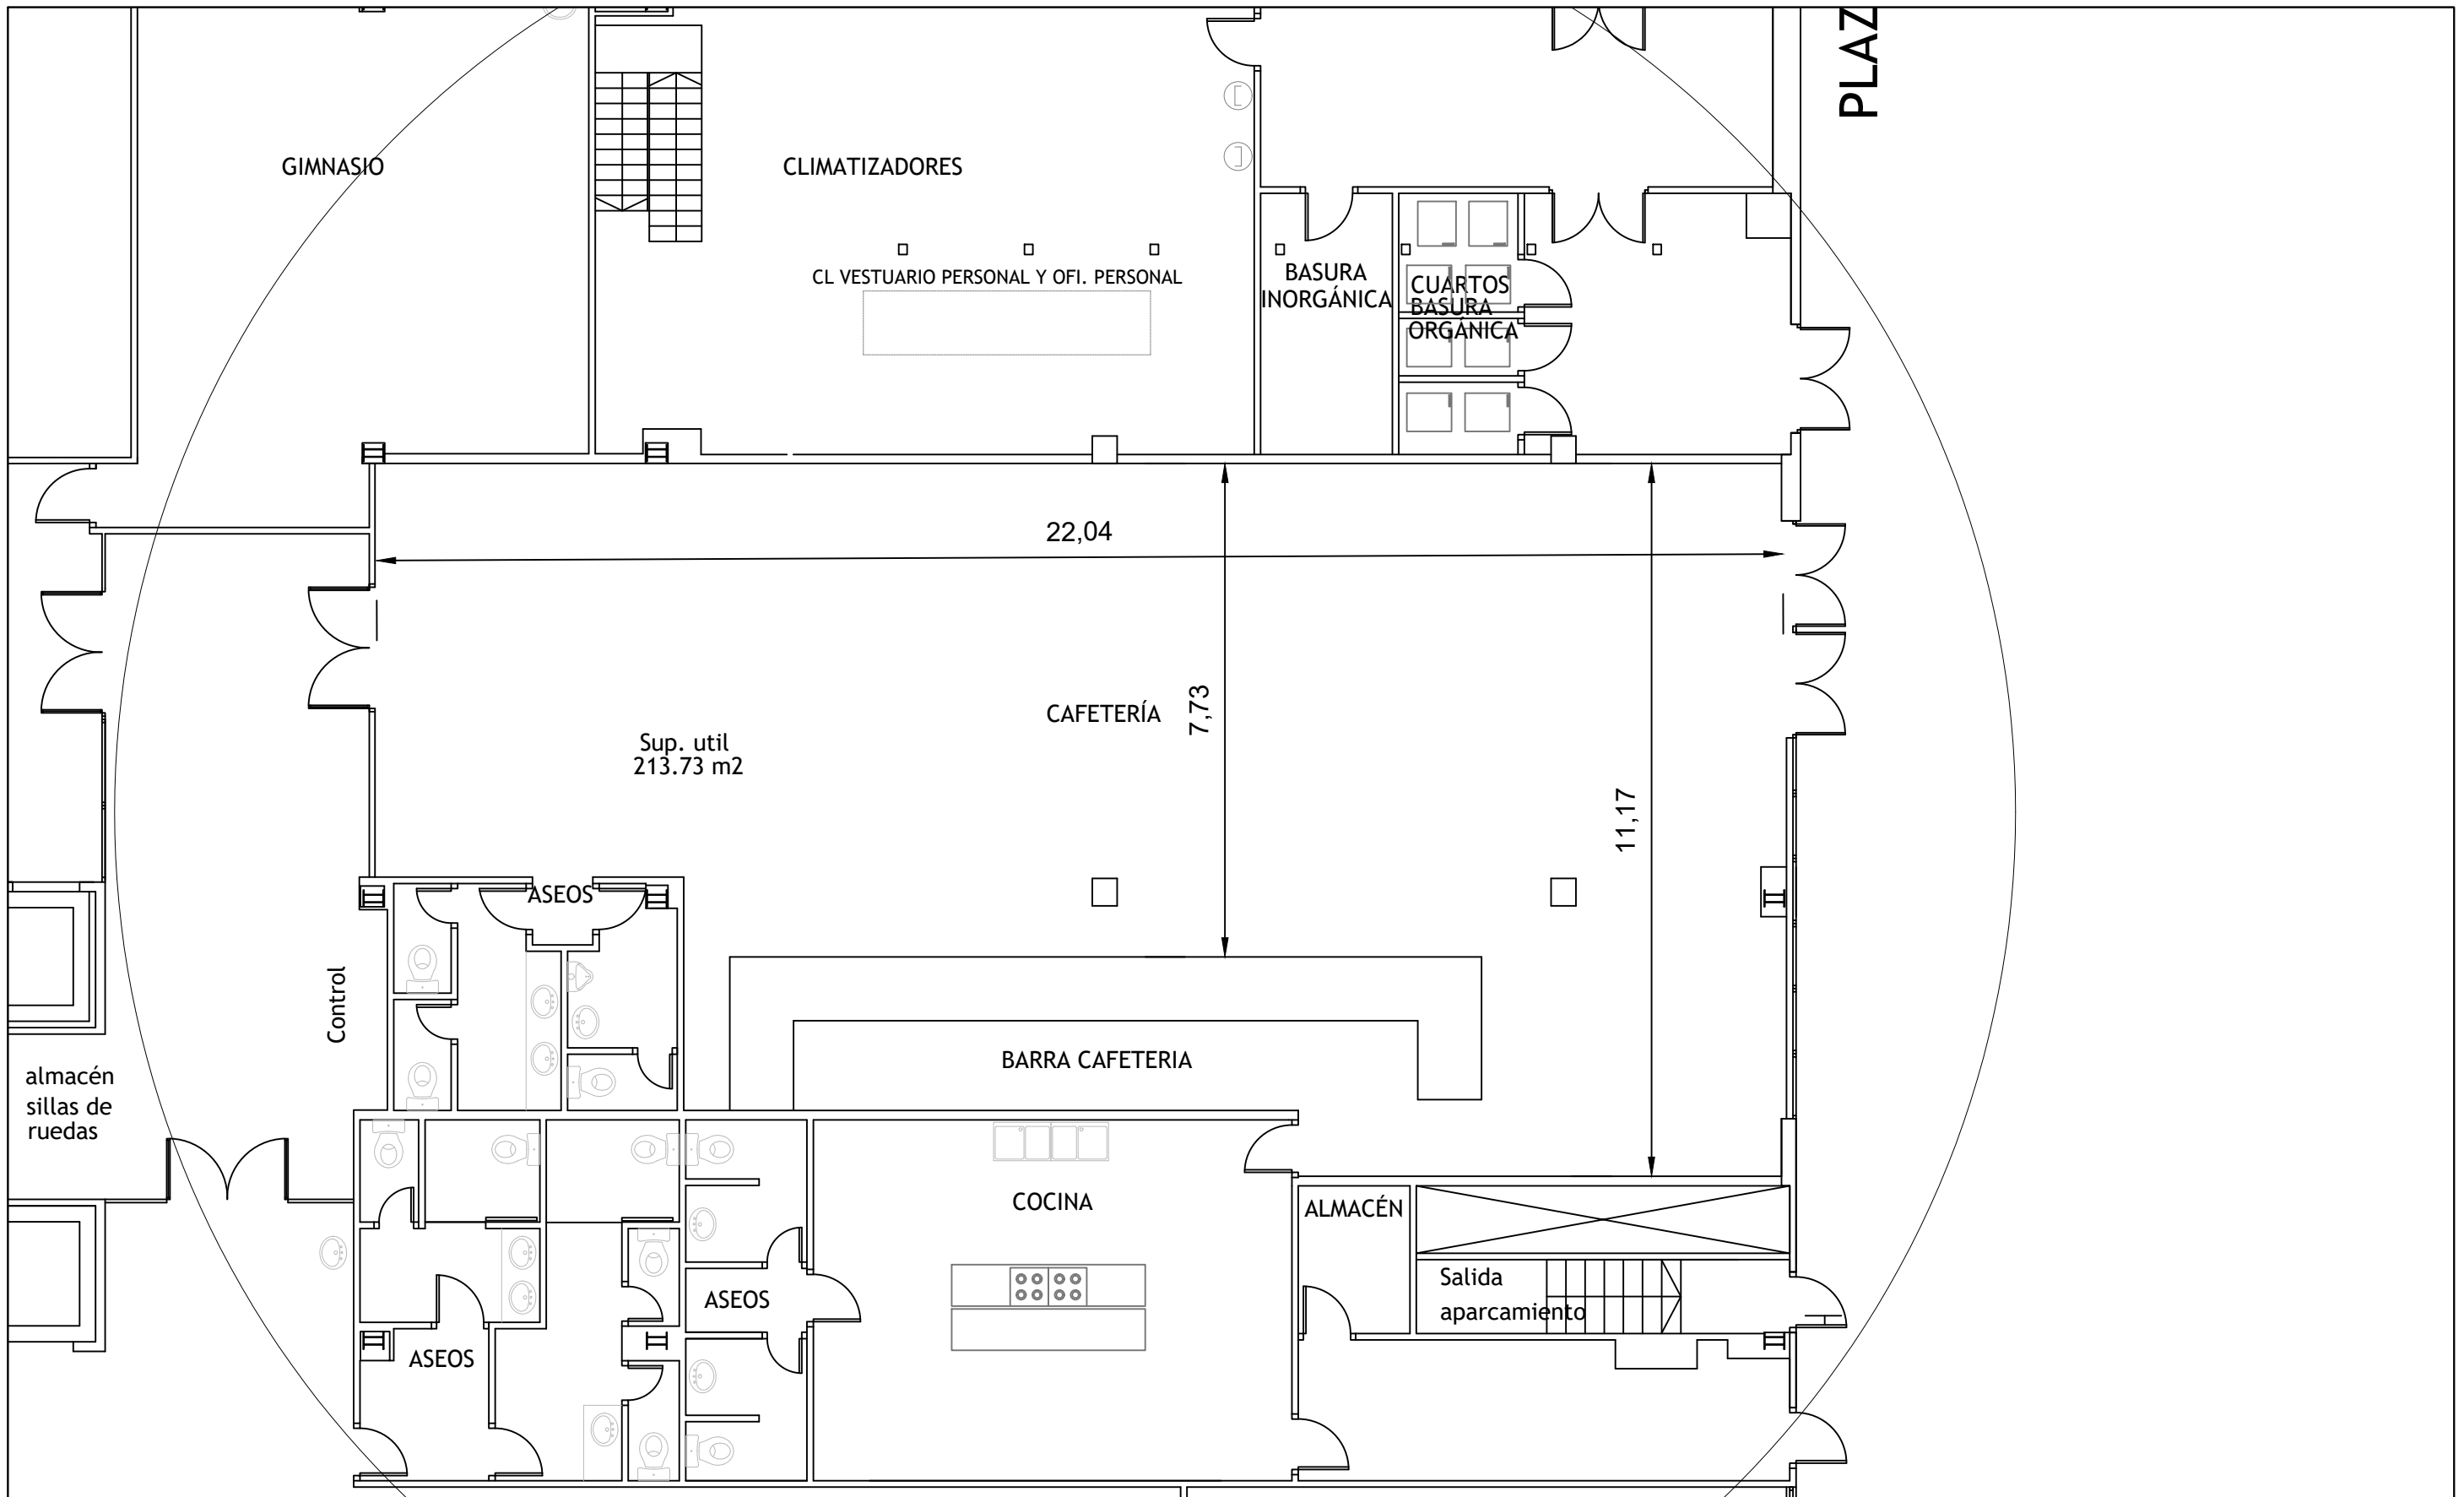 PLAZ
GIMNASIO
CLIMATIZADORES
CL VESTUARIO PERSONAL Y OFI. PERSONAL
BASURA
INORGÁNICA
CUARTOS
BASURA
ORGÁNICA
22,04
7,73
CAFETERÍA
Sup. util
213.73 m2
11,17
ASEOS
Control
BARRA CAFETERIA
almacén
sillas de
ruedas
COCINA
ALMACÉN
Salida
aparcamiento
ASEOS
ASEOS